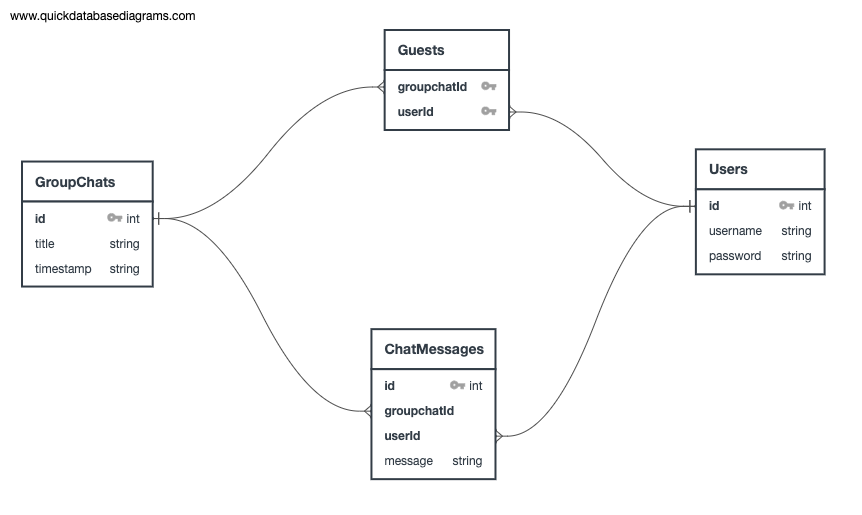 www.quickdatabasediagrams.com
Guests
groupchatId
userId
GroupChats
id int
title string
timestamp string
Users
id int
username string
password string
ChatMessages
id int
groupchatId
userId
message string